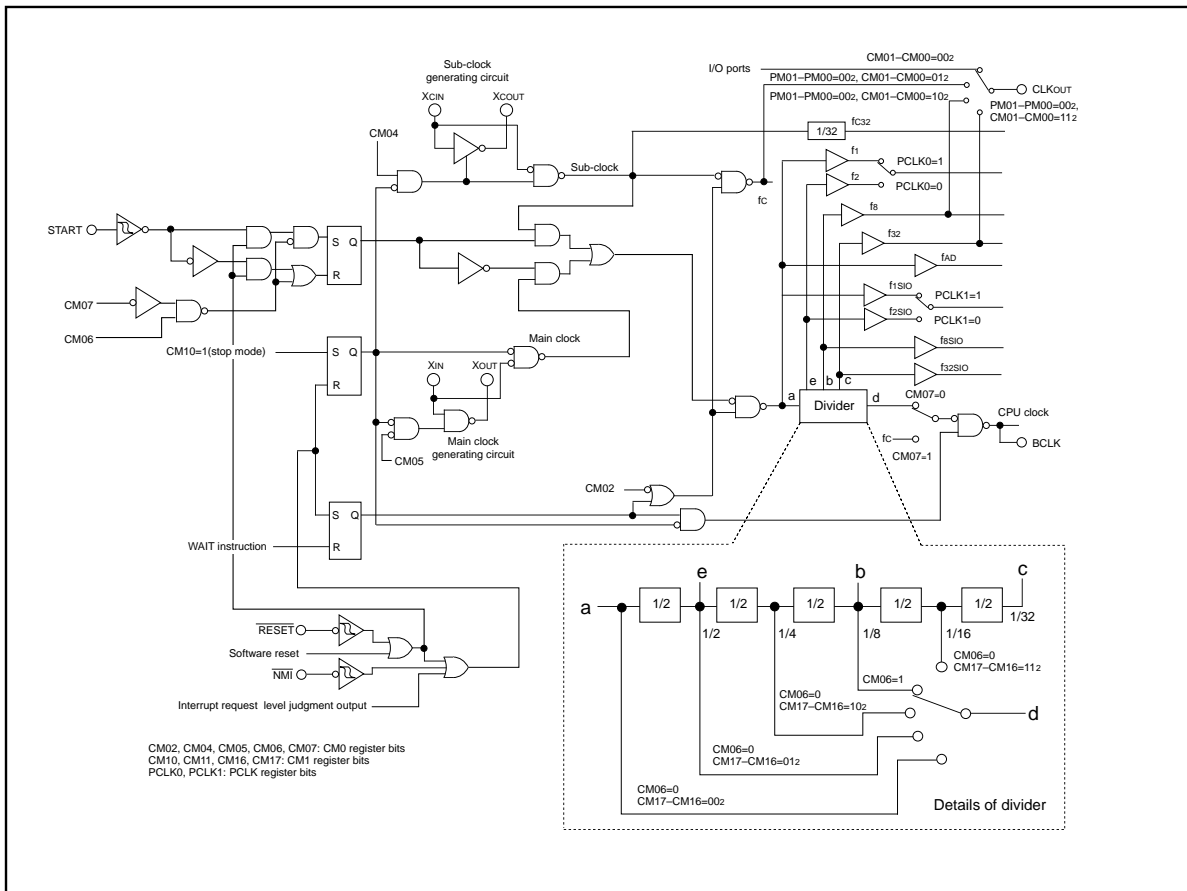 CM01–CM00=00₂
I/O ports
Sub-clock
generating circuit
PM01–PM00=00₂, CM01–CM00=01₂
CLKOUT
PM01–PM00=00₂, CM01–CM00=10₂
XCIN
XCOUT
PM01–PM00=00₂,
CM01–CM00=11₂
1/32
fC32
CM04
f1
PCLK0=1
Sub-clock
f2
PCLK0=0
fC
f8
START
S Q
R
f32
fAD
f1SIO
PCLK1=1
CM07
f2SIO
PCLK1=0
CM06
Main clock
f8SIO
CM10=1(stop mode)
S Q
R
XIN
XOUT
f32SIO
e b c
CM07=0
a
Divider
d
CPU clock
Main clock
generating circuit
fC
BCLK
CM05
CM07=1
CM02
S Q
R
WAIT instruction
e
b
c
a
1/2
1/2
1/2
1/2
1/2
1/2
1/4
1/8
1/16
1/32
RESET
Software reset
CM06=0
CM17–CM16=11₂
NMI
CM06=1
CM06=0
CM17–CM16=10₂
d
Interrupt request level judgment output
CM06=0
CM17–CM16=01₂
CM02, CM04, CM05, CM06, CM07: CM0 register bits
CM10, CM11, CM16, CM17: CM1 register bits
PCLK0, PCLK1: PCLK register bits
CM06=0
CM17–CM16=00₂
Details of divider